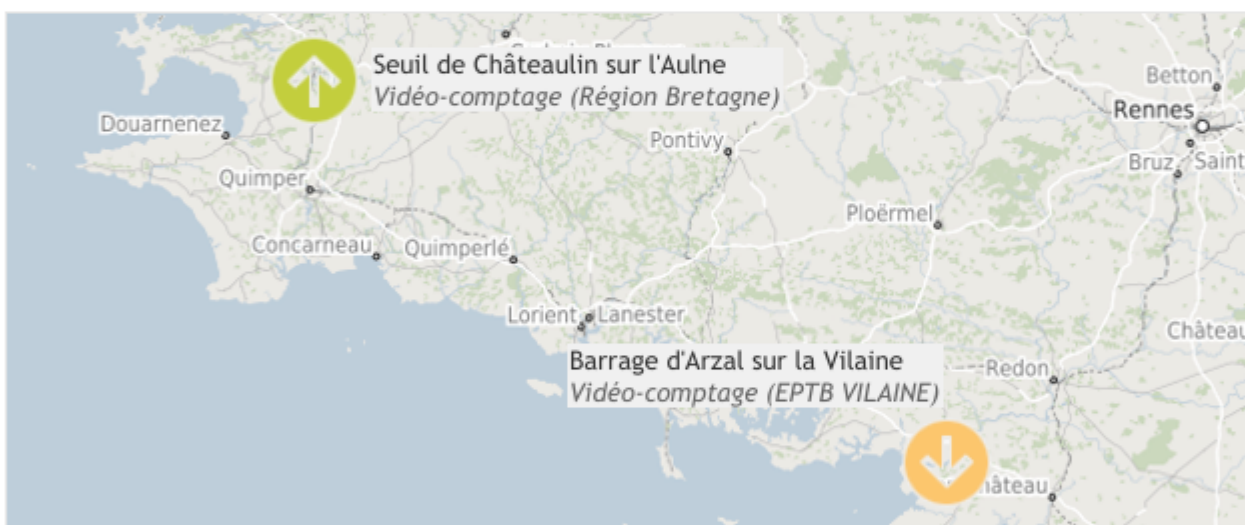 Seuil de Châteaulin sur l'Aulne
Vidéo-comptage (Région Bretagne)
Betton
Rennes
Douarnenez
Pontivy
Bruz
Saint
Quimper
Ploërmel
Concarneau
Quimperlé
Lorient
Lanester
Château
Barrage d'Arzal sur la Vilaine
Redon
Vidéo-comptage (EPTB VILAINE)
hâteau